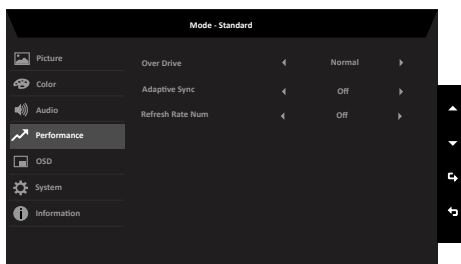 Mode - Standard
Picture
Color
Audio
Performance
OSD
System
Information
Over Drive Normal
Adaptive Sync Off
Refresh Rate Num Off